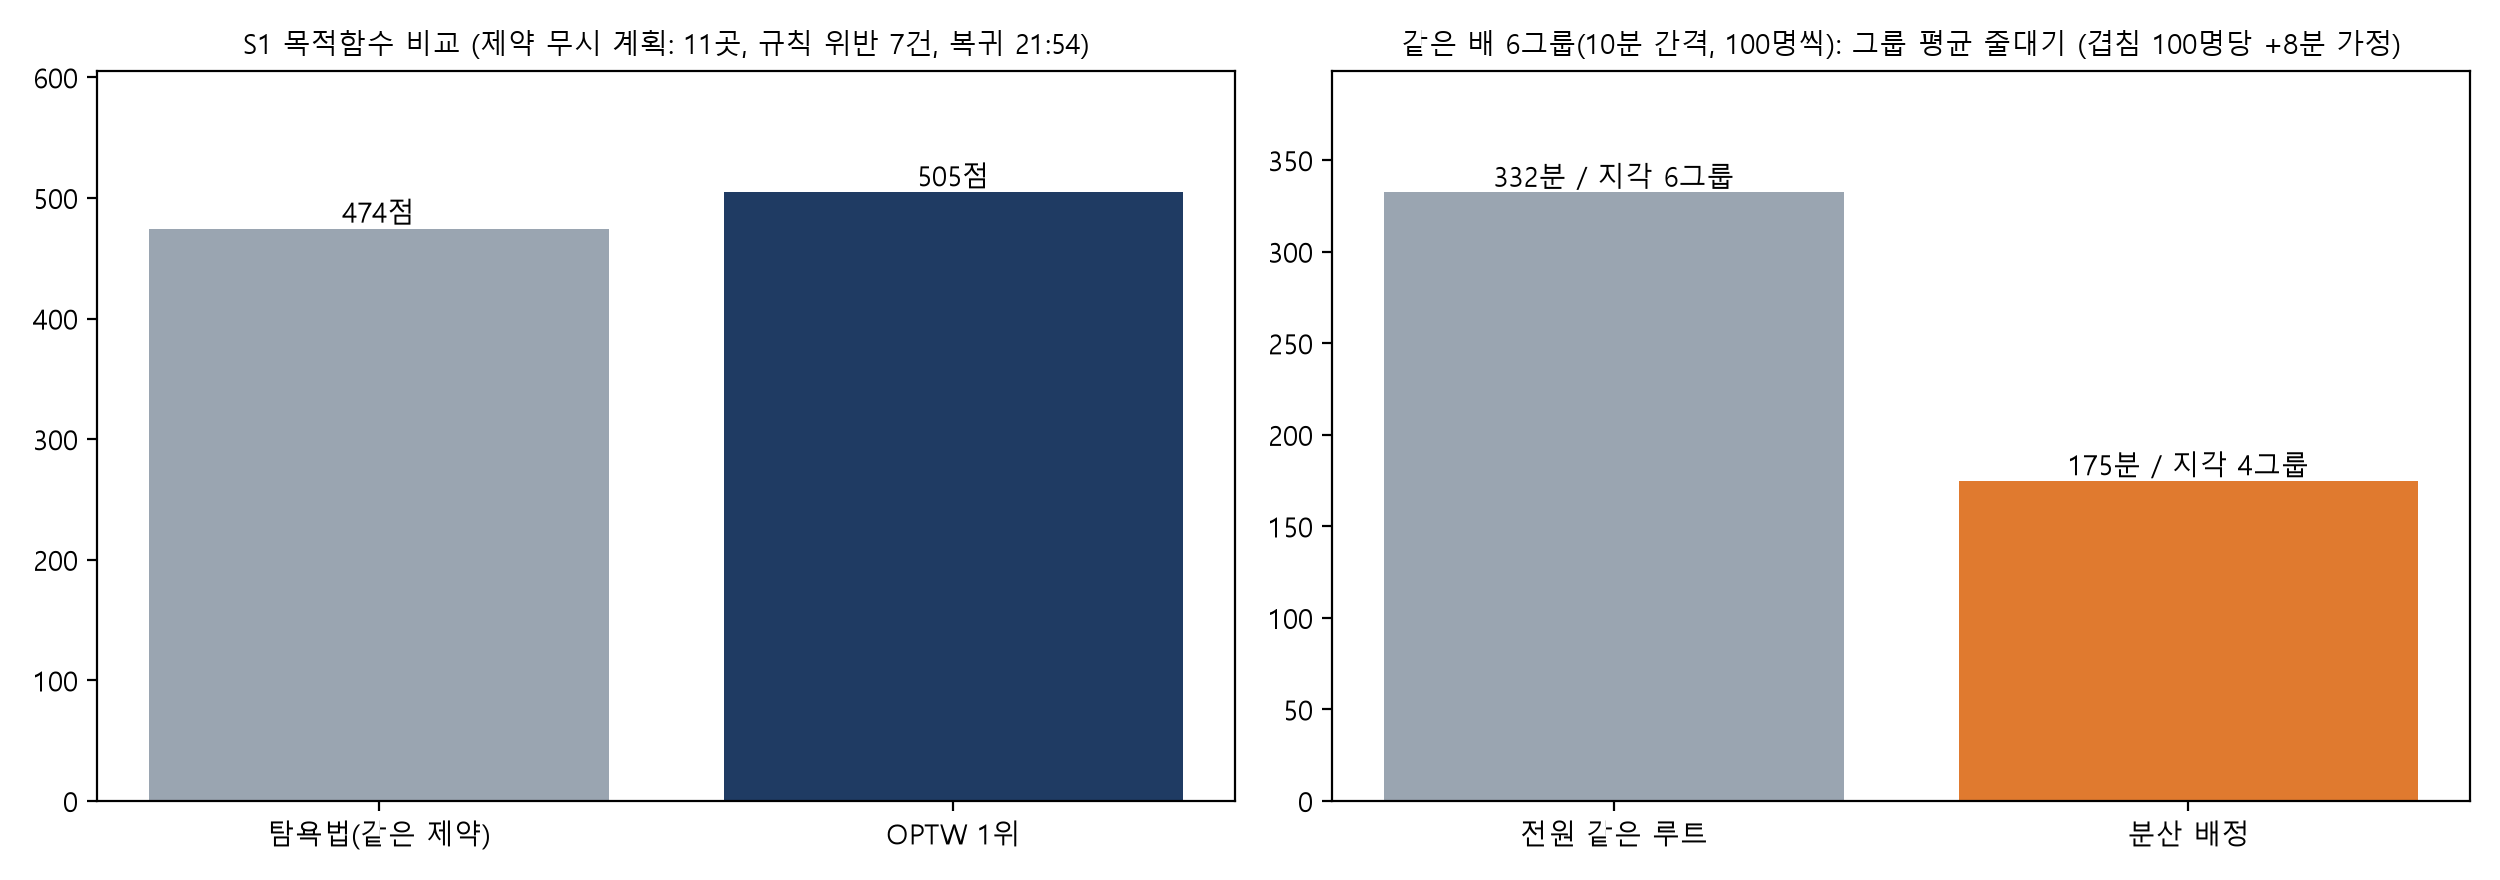 S1 목적함수 비교 (제약 무시 계획: 11곳, 규칙 위반 7건, 복귀 21:54)
600
500
400
300
200
100
0
474점
505점
탐욕법(같은 제약)
OPTW 1위
같은 배 6그룹(10분 간격, 100명씩): 그룹 평균 줄대기 (겹침 100명당 +8분 가정)
350
300
250
200
150
100
50
0
332분 / 지각 6그룹
175분 / 지각 4그룹
전원 같은 루트
분산 배정